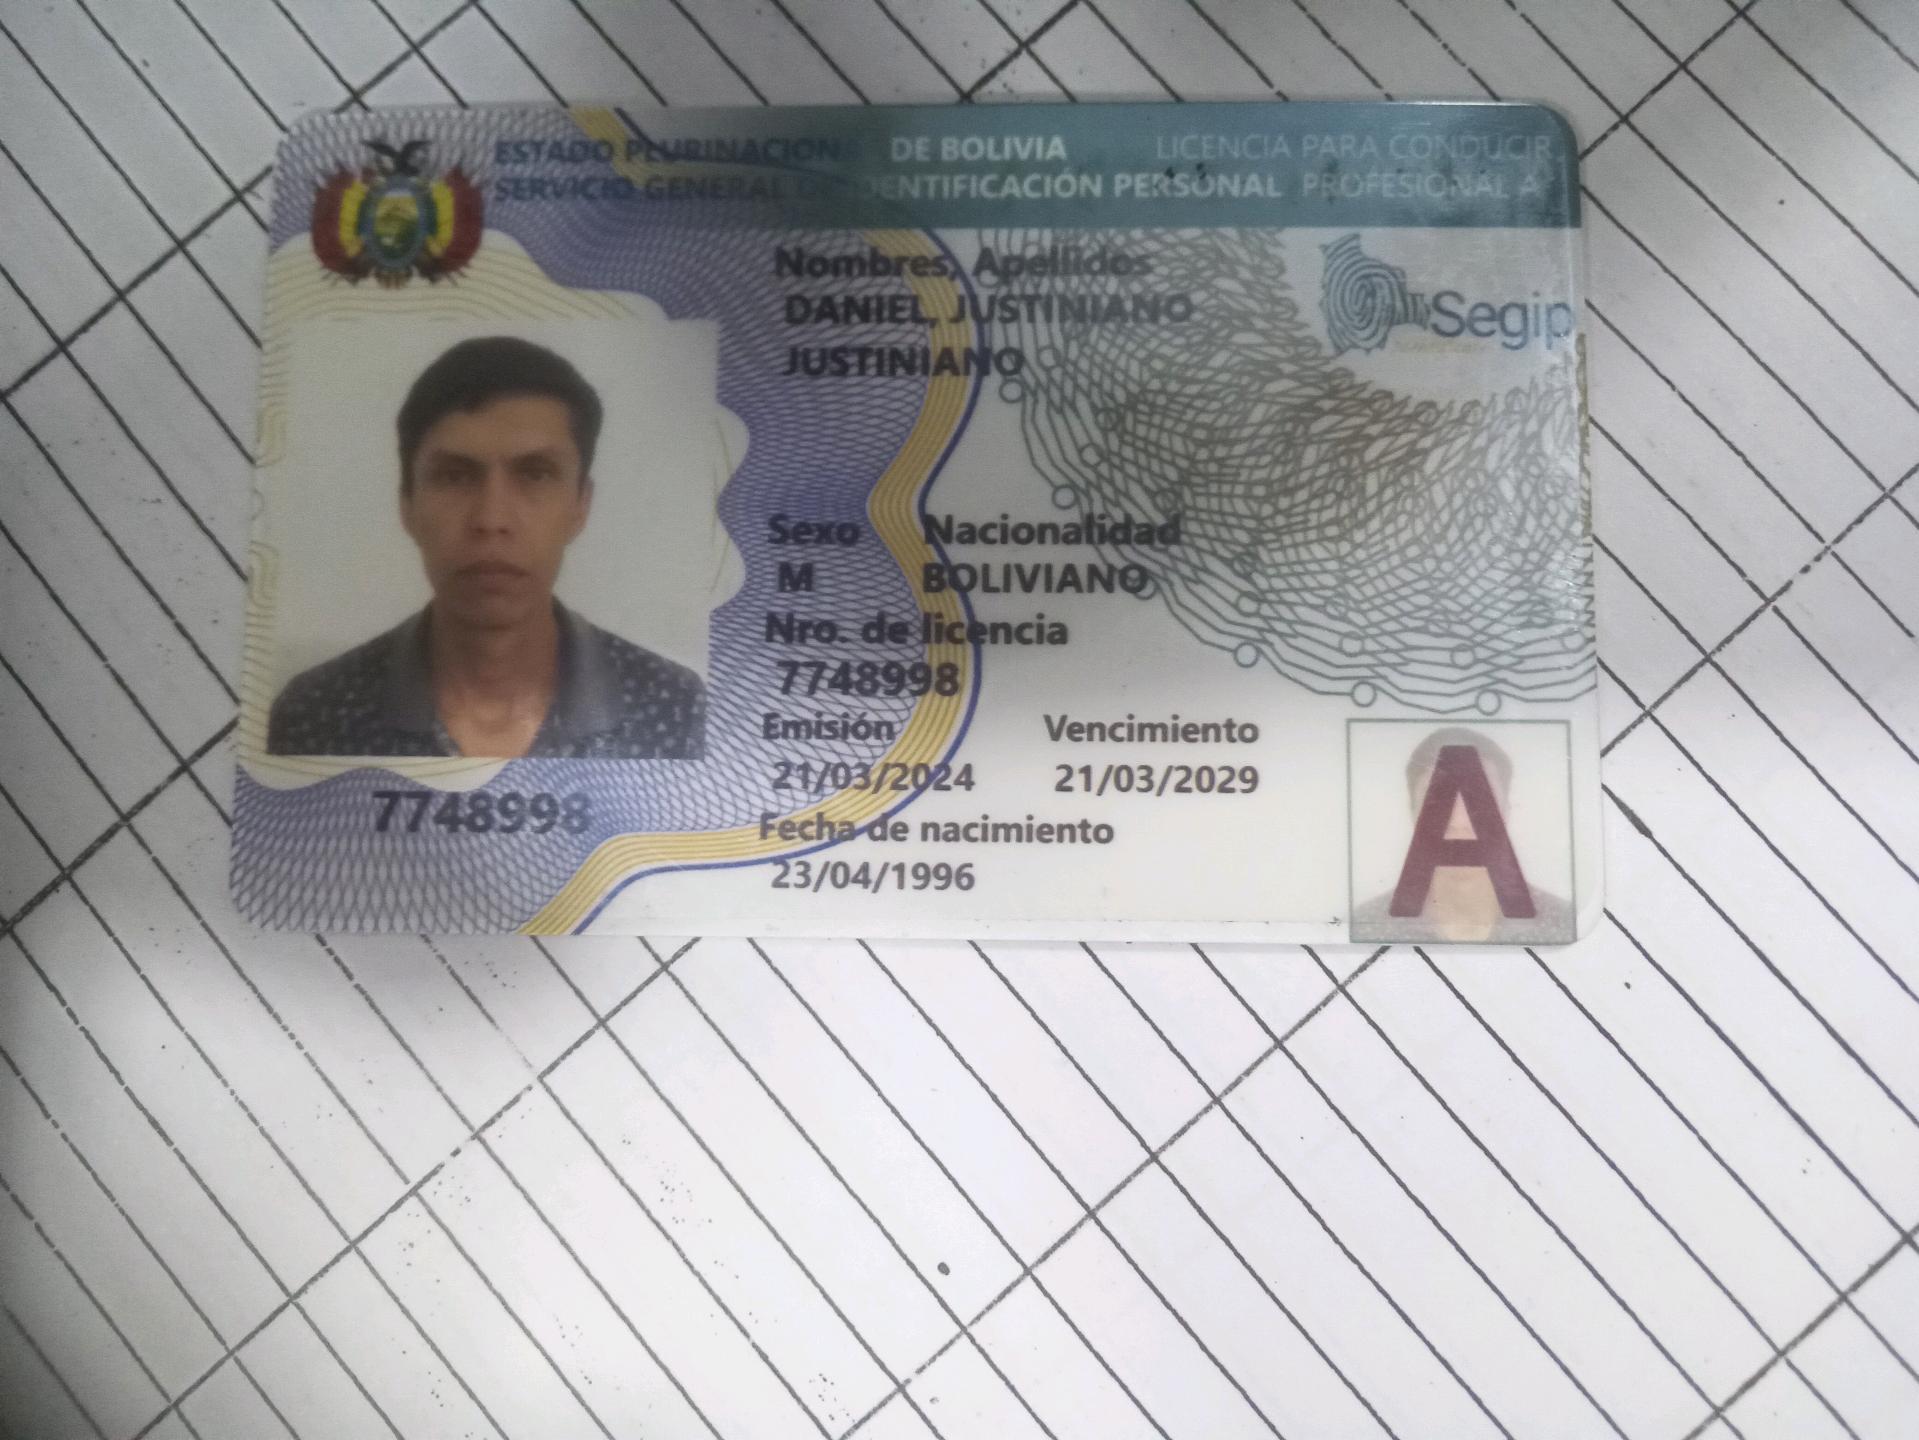 ESTADO PLURINACIONAL DE BOLIVIA
SERVICIO GENERAL DE IDENTIFICACIÓN PERSONAL
LICENCIA PARA CONDUCIR
PROFESIONAL A
Segip
Nombres, Apellidos
DANIEL, JUSTINIANO
JUSTINIANO
Sexo Nacionalidad
M BOLIVIANO
Nro. de licencia
7748998
Emisión Vencimiento
21/03/2024 21/03/2029
Fecha de nacimiento
23/04/1996
7748998
A